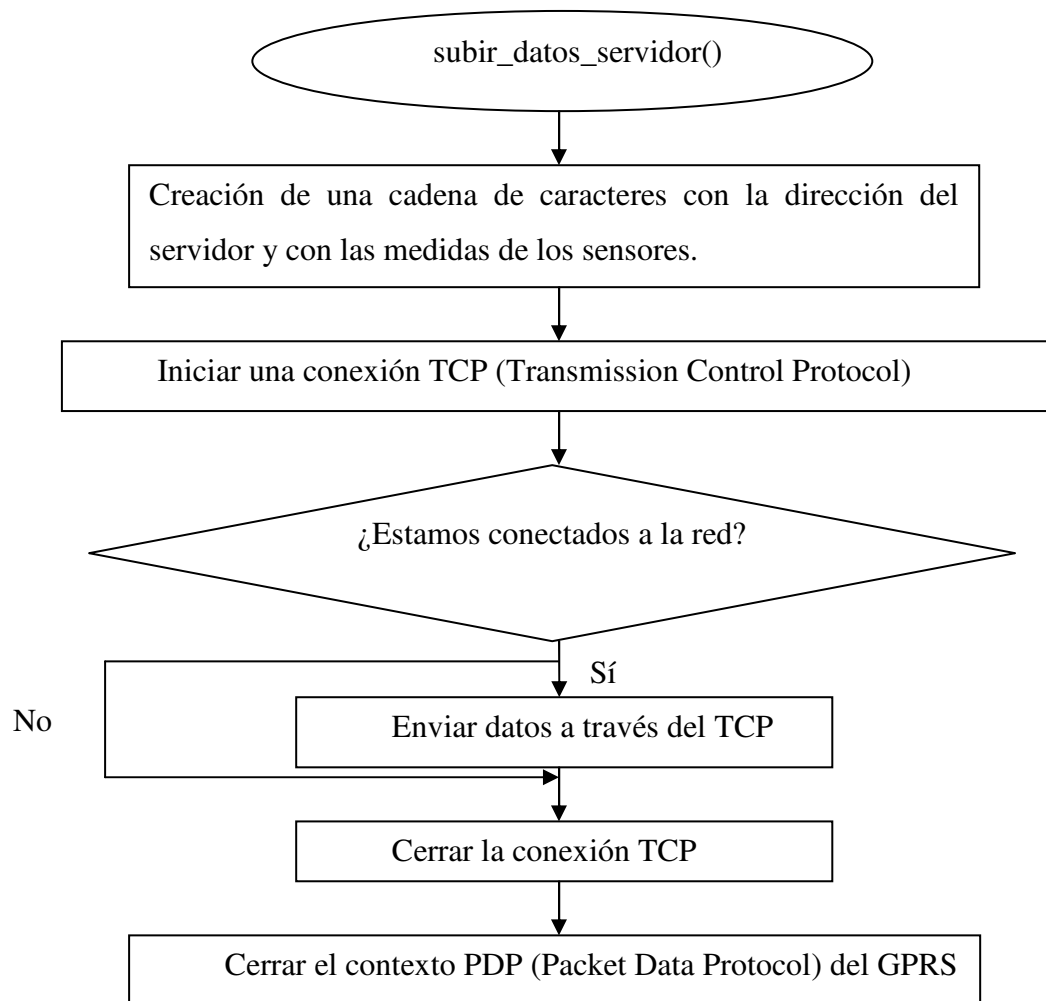 subir_datos_servidor()
Creación de una cadena de caracteres con la dirección del
servidor y con las medidas de los sensores.
Iniciar una conexión TCP (Transmission Control Protocol)
¿Estamos conectados a la red?
Sí
No
Enviar datos a través del TCP
Cerrar la conexión TCP
Cerrar el contexto PDP (Packet Data Protocol) del GPRS